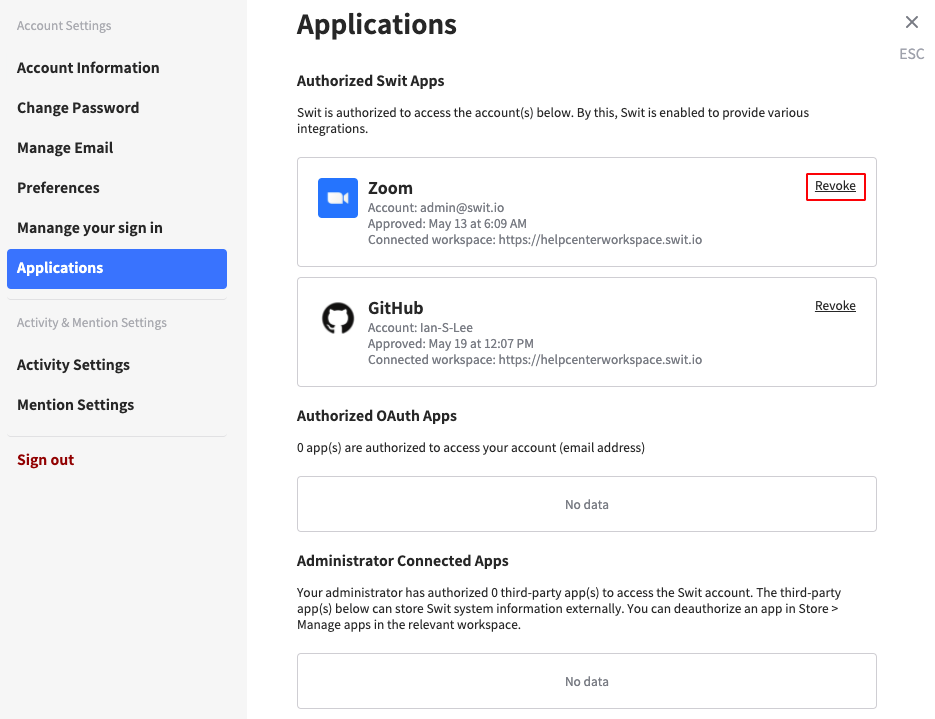 Account Settings
Account Information
Change Password
Manage Email
Preferences
Manange your sign in
Applications
Activity & Mention Settings
Activity Settings
Mention Settings
Sign out
Applications
ESC
Authorized Swit Apps
Swit is authorized to access the account(s) below. By this, Swit is enabled to provide various
integrations.
Zoom
Revoke
Account: admin@swit.io
Approved: May 13 at 6:09 AM
Connected workspace: https://helpcenterworkspace.swit.io
GitHub
Revoke
Account: Ian-S-Lee
Approved: May 19 at 12:07 PM
Connected workspace: https://helpcenterworkspace.swit.io
Authorized OAuth Apps
0 app(s) are authorized to access your account (email address)
No data
Administrator Connected Apps
Your administrator has authorized 0 third-party app(s) to access the Swit account. The third-party
app(s) below can store Swit system information externally. You can deauthorize an app in Store >
Manage apps in the relevant workspace.
No data